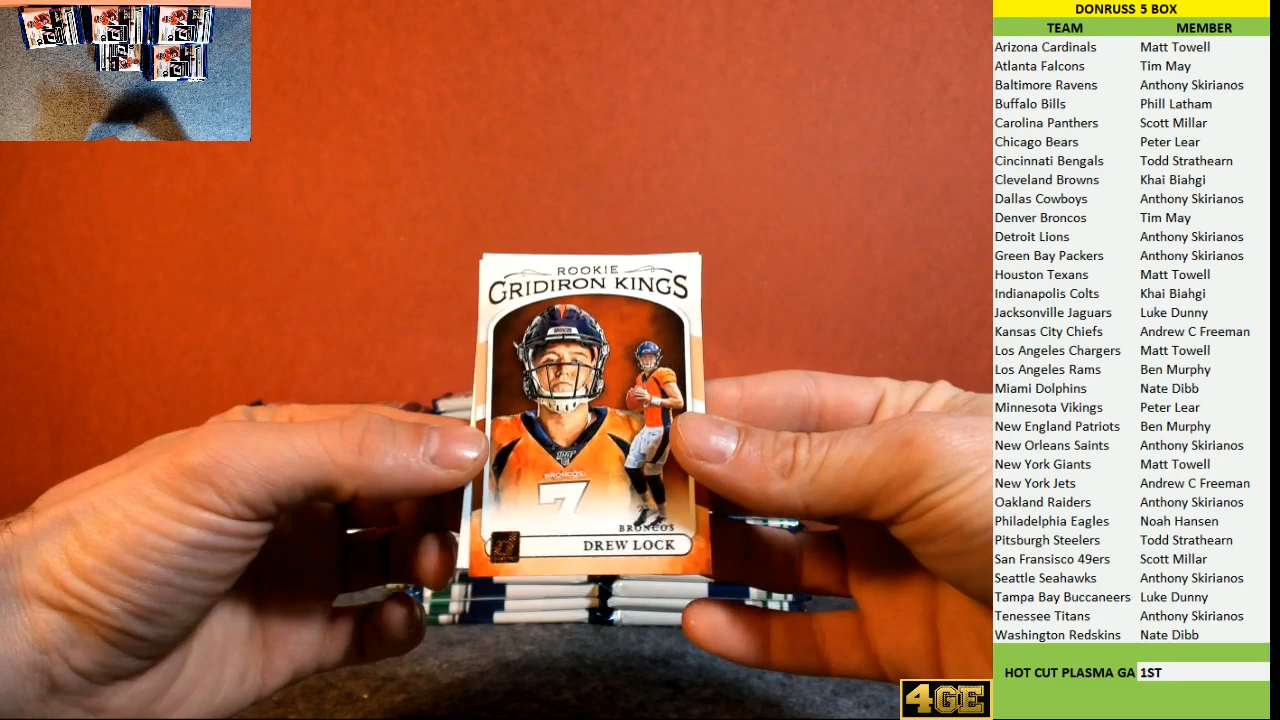 ROOKIE
GRIDIRON KINGS
BRONCOS
7
BRONCOS
DREW LOCK
DONRUSS 5 BOX
TEAM MEMBER
Arizona Cardinals Matt Towell
Atlanta Falcons Tim May
Baltimore Ravens Anthony Skirianos
Buffalo Bills Phill Latham
Carolina Panthers Scott Millar
Chicago Bears Peter Lear
Cincinnati Bengals Todd Strathearn
Cleveland Browns Khai Biahgi
Dallas Cowboys Anthony Skirianos
Denver Broncos Tim May
Detroit Lions Anthony Skirianos
Green Bay Packers Anthony Skirianos
Houston Texans Matt Towell
Indianapolis Colts Khai Biahgi
Jacksonville Jaguars Luke Dunny
Kansas City Chiefs Andrew C Freeman
Los Angeles Chargers Matt Towell
Los Angeles Rams Ben Murphy
Miami Dolphins Nate Dibb
Minnesota Vikings Peter Lear
New England Patriots Ben Murphy
New Orleans Saints Anthony Skirianos
New York Giants Matt Towell
New York Jets Andrew C Freeman
Oakland Raiders Anthony Skirianos
Philadelphia Eagles Noah Hansen
Pitsburgh Steelers Todd Strathearn
San Fransisco 49ers Scott Millar
Seattle Seahawks Anthony Skirianos
Tampa Bay Buccaneers Luke Dunny
Tenessee Titans Anthony Skirianos
Washington Redskins Nate Dibb
HOT CUT PLASMA GA 1ST
4GE